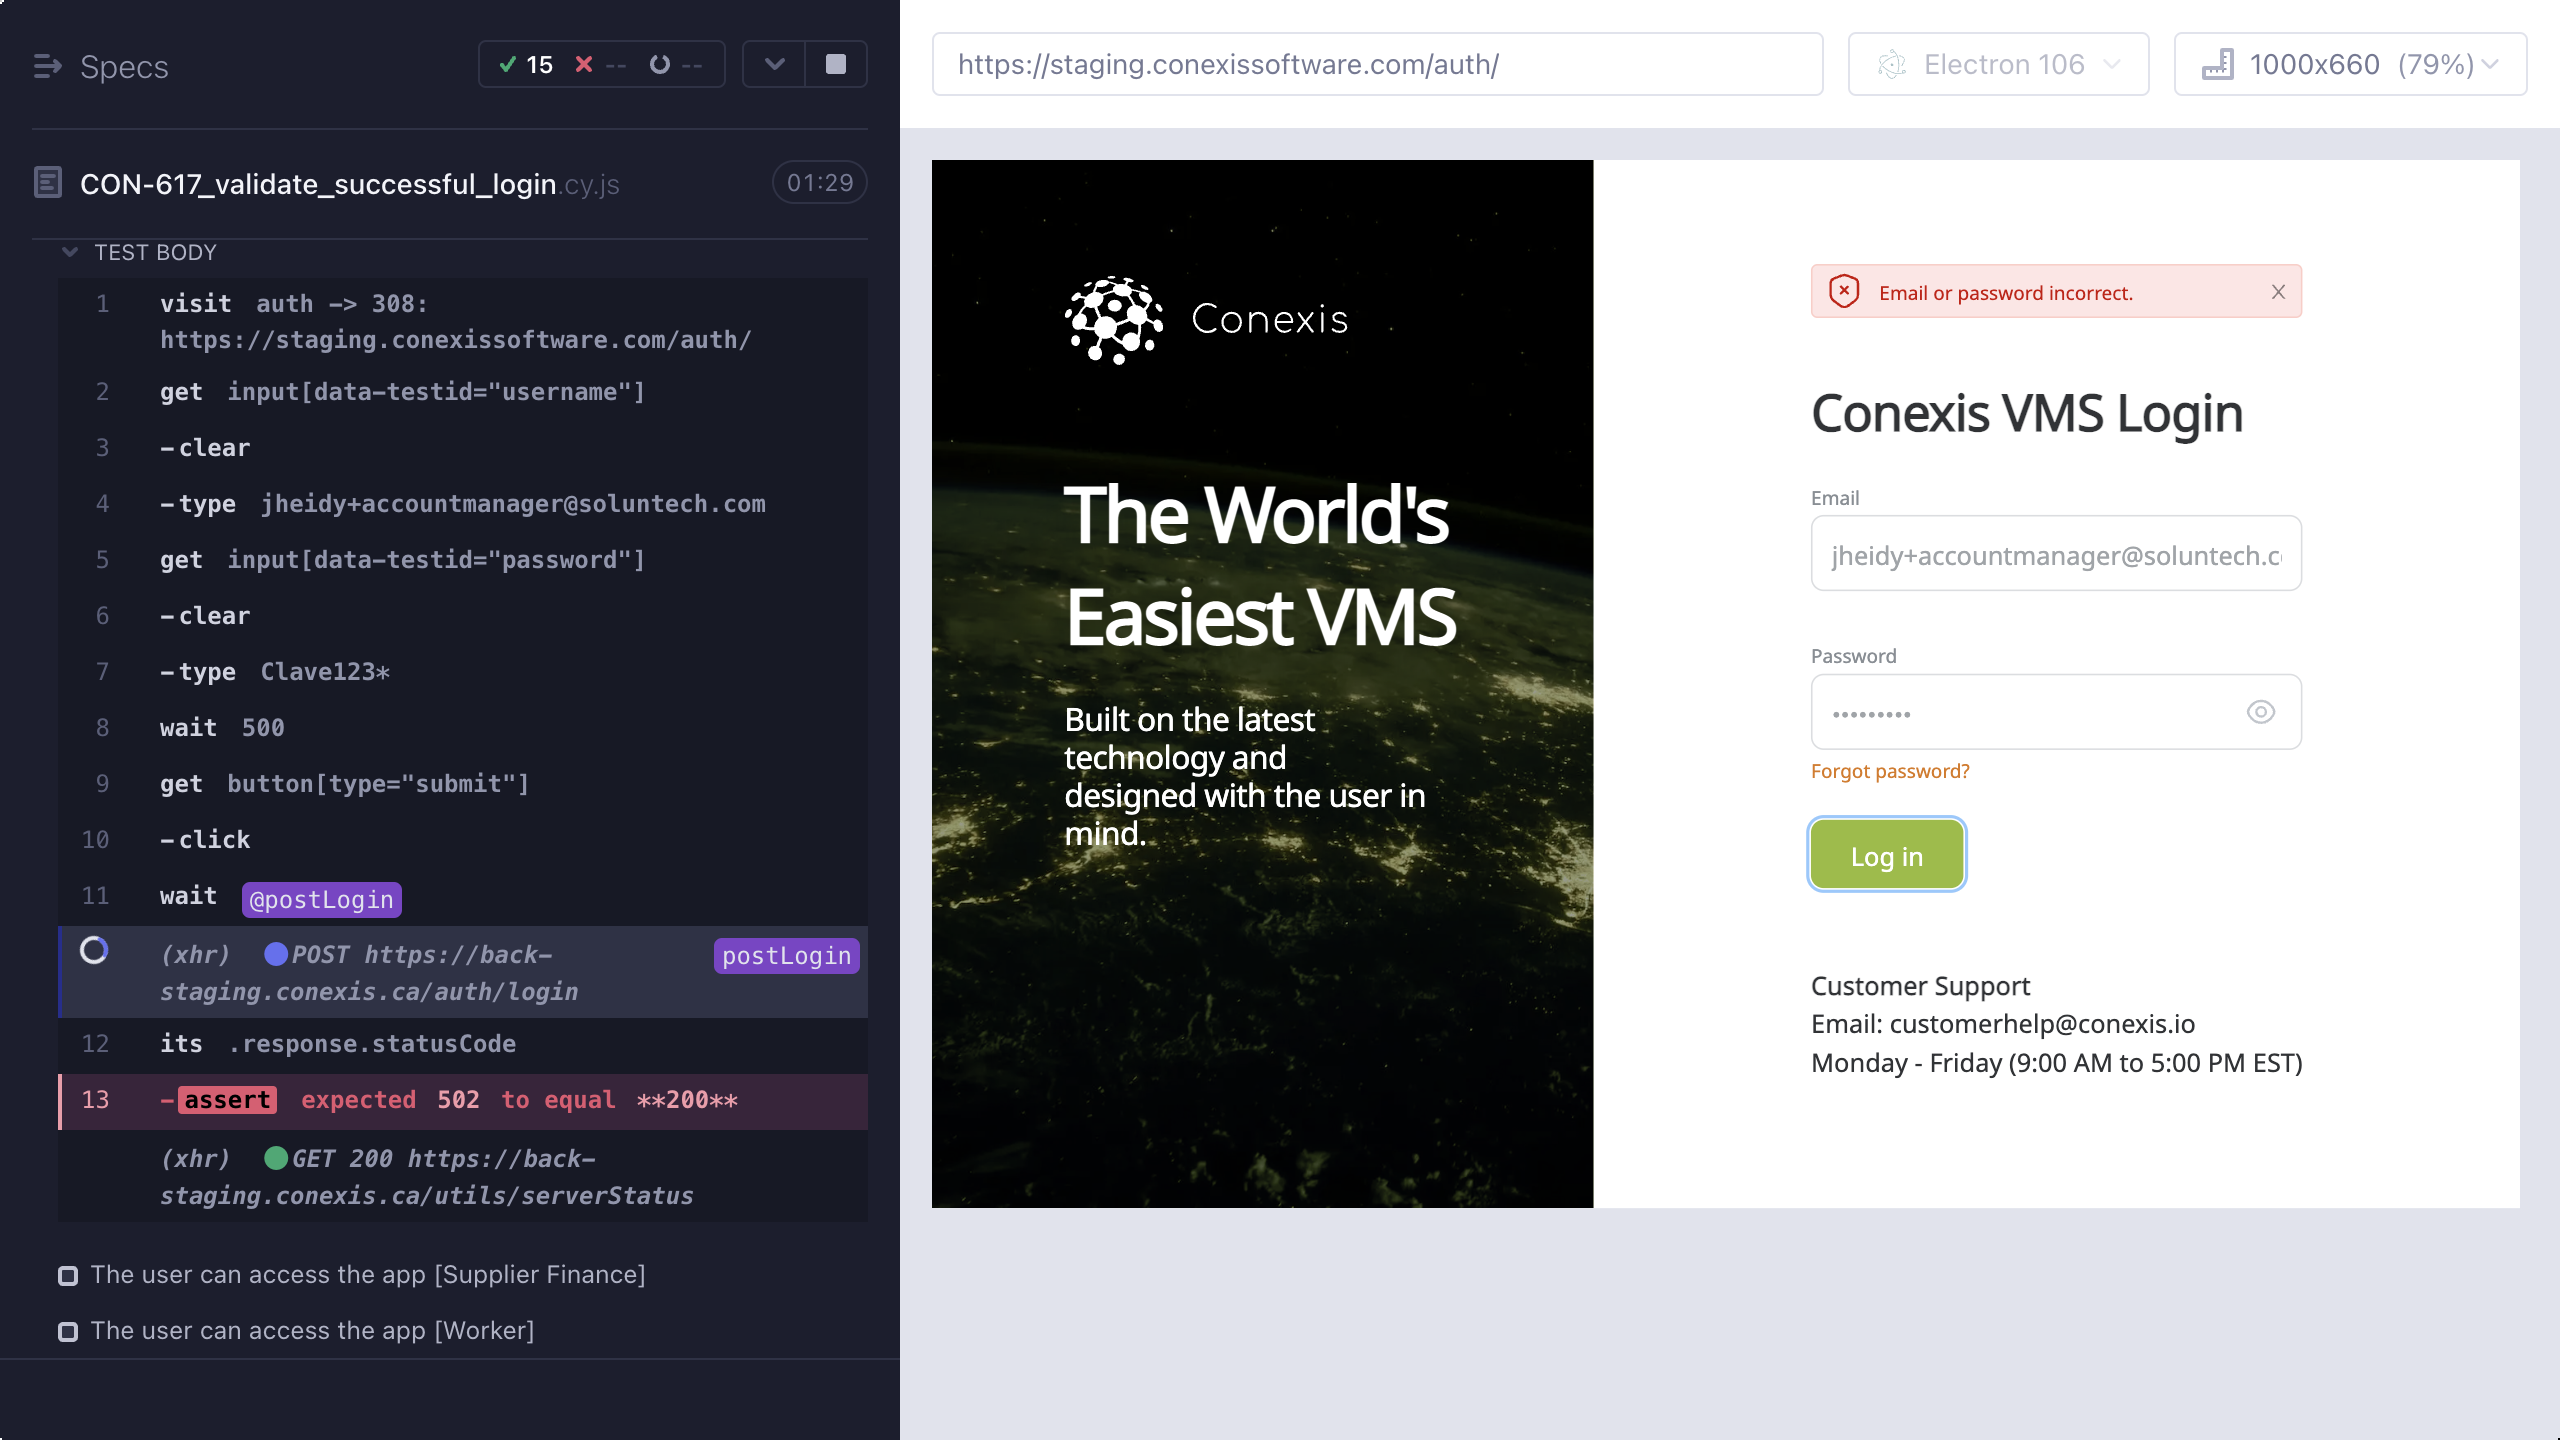 Specs
15 -- --
CON-617_validate_successful_login.cy.js 01:29
TEST BODY
1 visit auth -> 308:
https://staging.conexissoftware.com/auth/
2 get input[data-testid="username"]
3 -clear
4 -type jheidy+accountmanager@soluntech.com
5 get input[data-testid="password"]
6 -clear
7 -type Clave123*
8 wait 500
9 get button[type="submit"]
10 -click
11 wait @postLogin
(xhr) POST https://back- postLogin
staging.conexis.ca/auth/login
12 its .response.statusCode
13 -assert expected 502 to equal **200**
(xhr) GET 200 https://back-
staging.conexis.ca/utils/serverStatus
The user can access the app [Supplier Finance]
The user can access the app [Worker]
https://staging.conexissoftware.com/auth/
Electron 106
1000x660 (79%)
Conexis
The World's
Easiest VMS
Built on the latest
technology and
designed with the user in
mind.
Email or password incorrect.
Conexis VMS Login
Email
jheidy+accountmanager@soluntech.c
Password
•••••••••
Forgot password?
Log in
Customer Support
Email: customerhelp@conexis.io
Monday - Friday (9:00 AM to 5:00 PM EST)